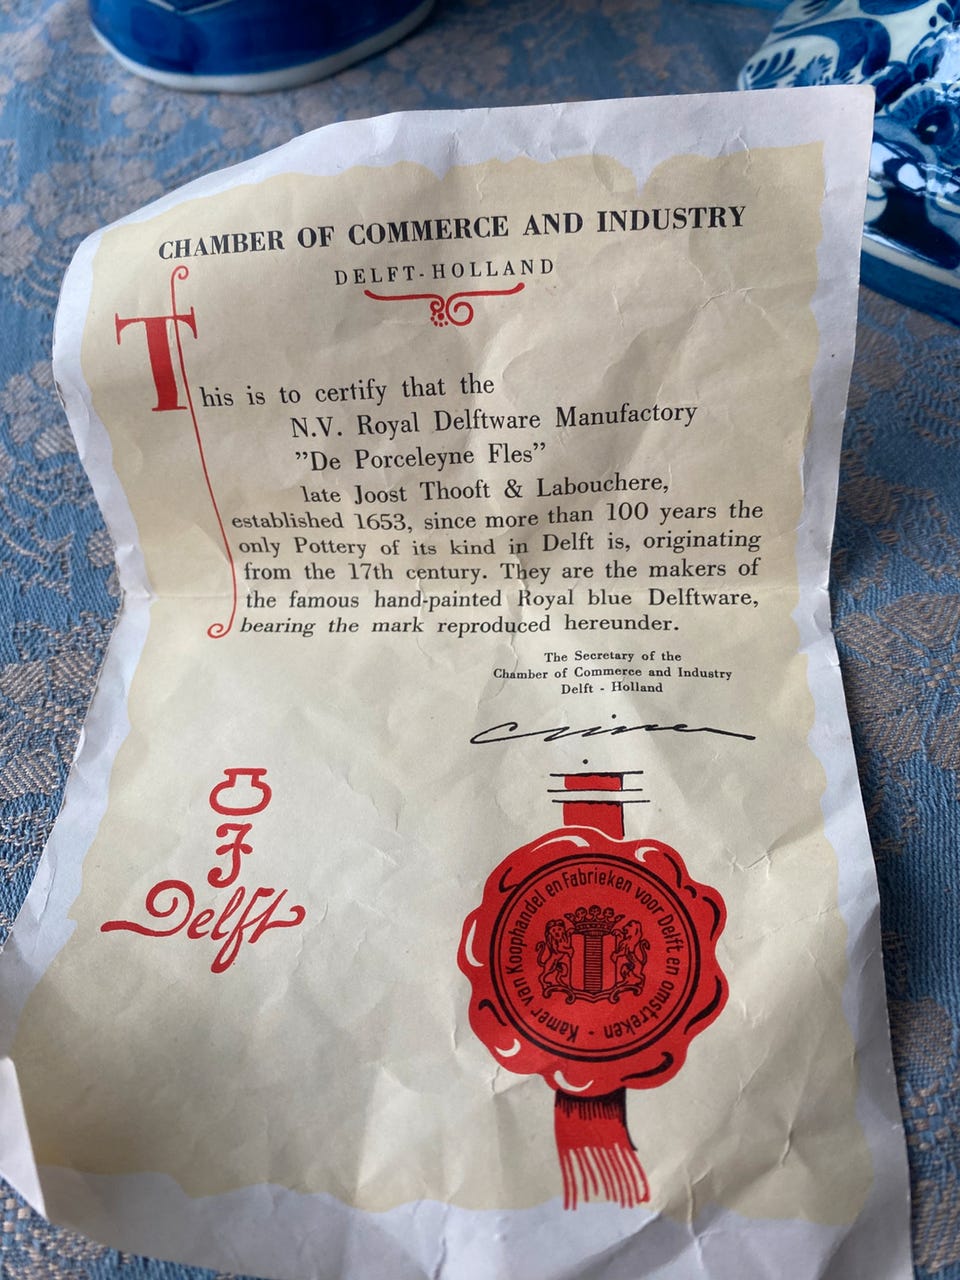 CHAMBER OF COMMERCE AND INDUSTRY
DELFT-HOLLAND
This is to certify that the
N.V. Royal Delftware Manufactory
”De Porceleyne Fles”
late Joost Thooft & Labouchere,
established 1653, since more than 100 years the
only Pottery of its kind in Delft is, originating
from the 17th century. They are the makers of
the famous hand-painted Royal blue Delftware,
bearing the mark reproduced hereunder.
The Secretary of the
Chamber of Commerce and Industry
Delft - Holland
Delft
Kamer van Koophandel en Fabrieken voor Delft en omstreken -